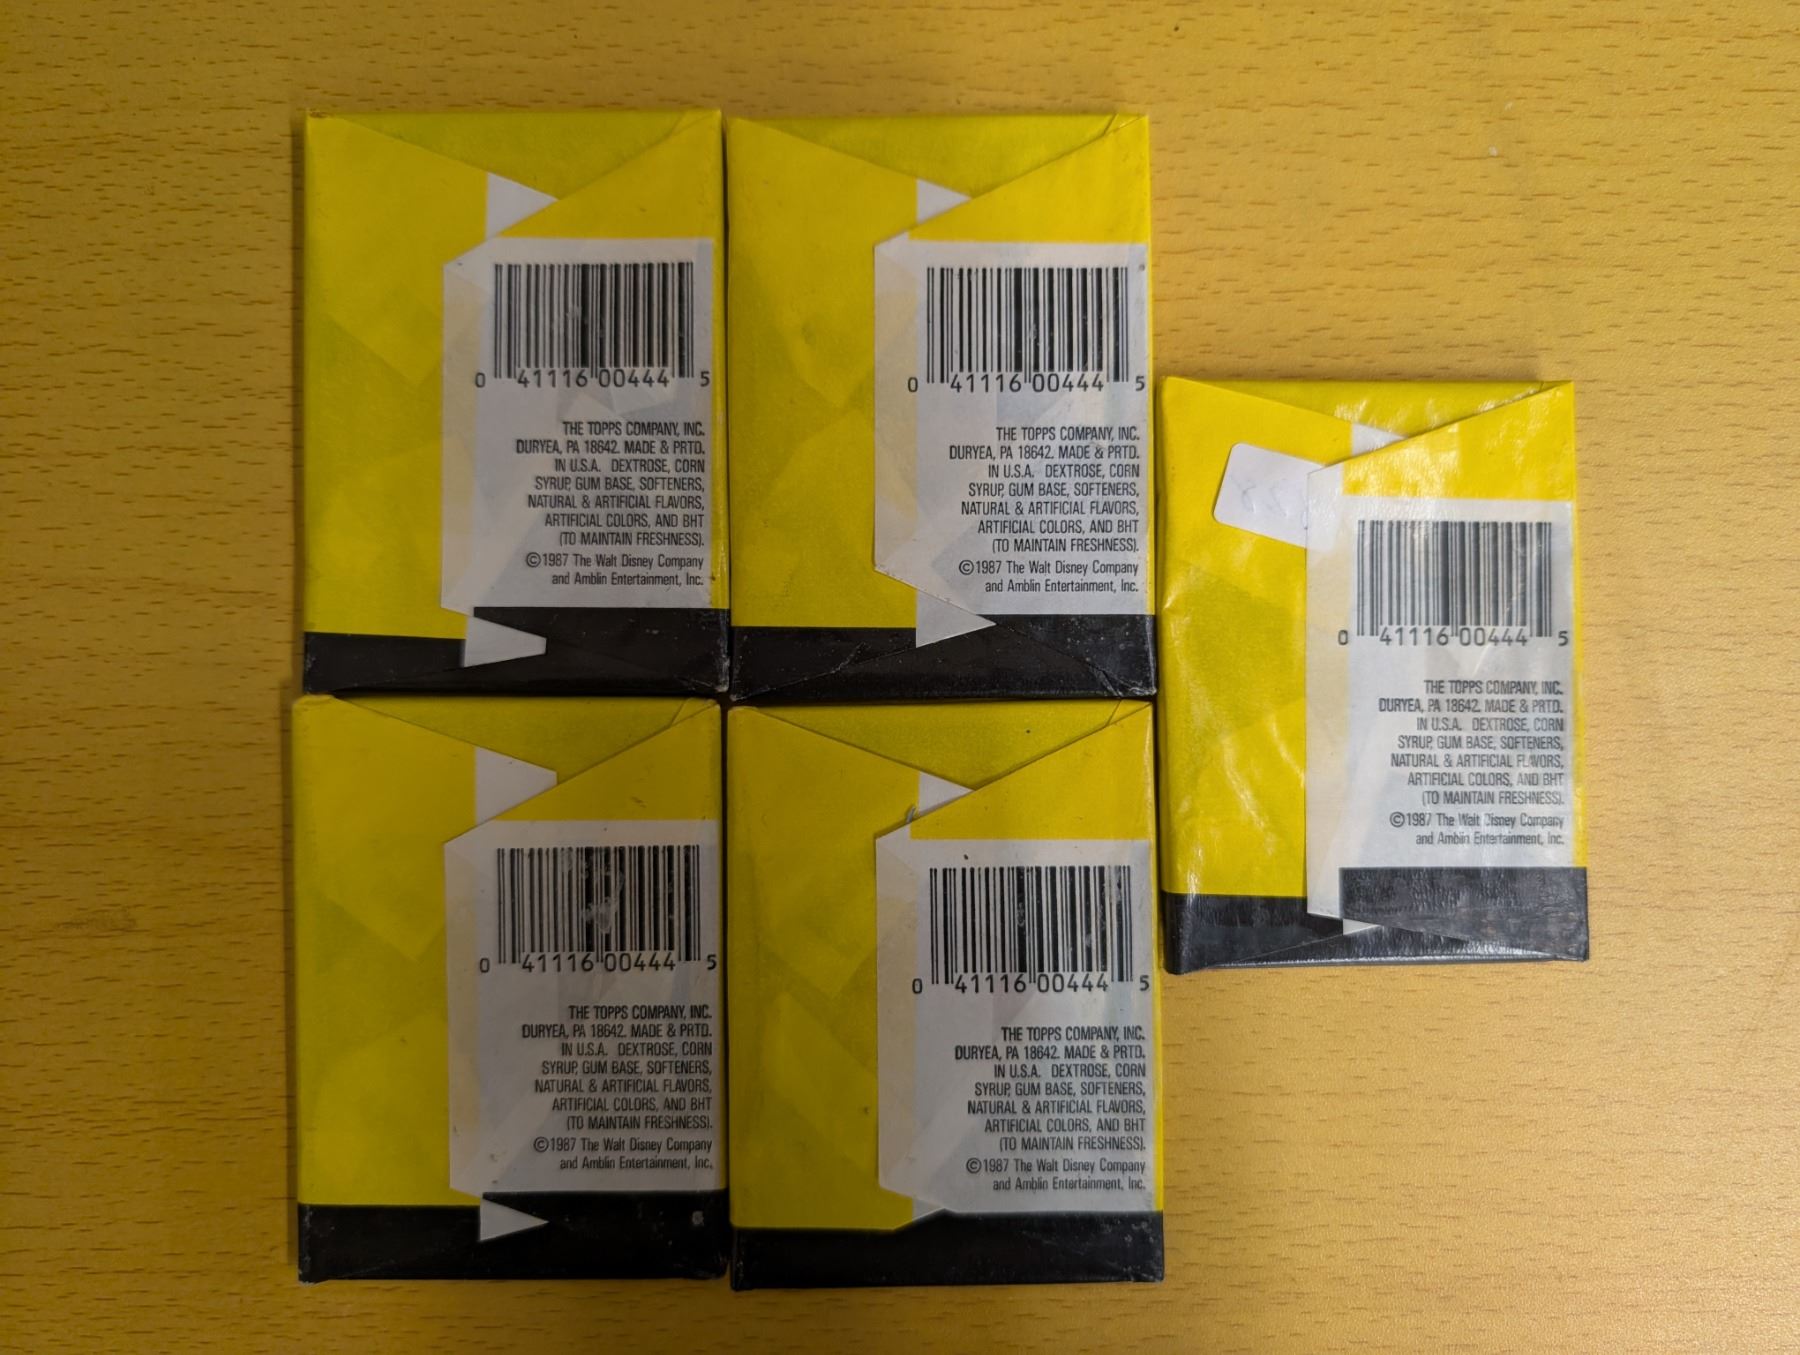 0 41116 00444 5
THE TOPPS COMPANY, INC.
DURYEA, PA 18642. MADE & PRTD.
IN U.S.A. DEXTROSE, CORN
SYRUP, GUM BASE, SOFTENERS,
NATURAL & ARTIFICIAL FLAVORS,
ARTIFICIAL COLORS, AND BHT
(TO MAINTAIN FRESHNESS).
©1987 The Walt Disney Company
and Amblin Entertainment, Inc.
0 41116 00444 5
THE TOPPS COMPANY, INC.
DURYEA, PA 18642. MADE & PRTD.
IN U.S.A. DEXTROSE, CORN
SYRUP, GUM BASE, SOFTENERS,
NATURAL & ARTIFICIAL FLAVORS,
ARTIFICIAL COLORS, AND BHT
(TO MAINTAIN FRESHNESS).
©1987 The Walt Disney Company
and Amblin Entertainment, Inc.
0 41116 00444 5
THE TOPPS COMPANY, INC.
DURYEA, PA 18642. MADE & PRTD.
IN U.S.A. DEXTROSE, CORN
SYRUP, GUM BASE, SOFTENERS,
NATURAL & ARTIFICIAL FLAVORS,
ARTIFICIAL COLORS, AND BHT
(TO MAINTAIN FRESHNESS).
©1987 The Walt Disney Company
and Amblin Entertainment, Inc.
0 41116 00444 5
THE TOPPS COMPANY, INC.
DURYEA, PA 18642. MADE & PRTD.
IN U.S.A. DEXTROSE, CORN
SYRUP, GUM BASE, SOFTENERS,
NATURAL & ARTIFICIAL FLAVORS,
ARTIFICIAL COLORS, AND BHT
(TO MAINTAIN FRESHNESS).
©1987 The Walt Disney Company
and Amblin Entertainment, Inc.
0 41116 00444 5
THE TOPPS COMPANY, INC.
DURYEA, PA 18642. MADE & PRTD.
IN U.S.A. DEXTROSE, CORN
SYRUP, GUM BASE, SOFTENERS,
NATURAL & ARTIFICIAL FLAVORS,
ARTIFICIAL COLORS, AND BHT
(TO MAINTAIN FRESHNESS).
©1987 The Walt Disney Company
and Amblin Entertainment, Inc.